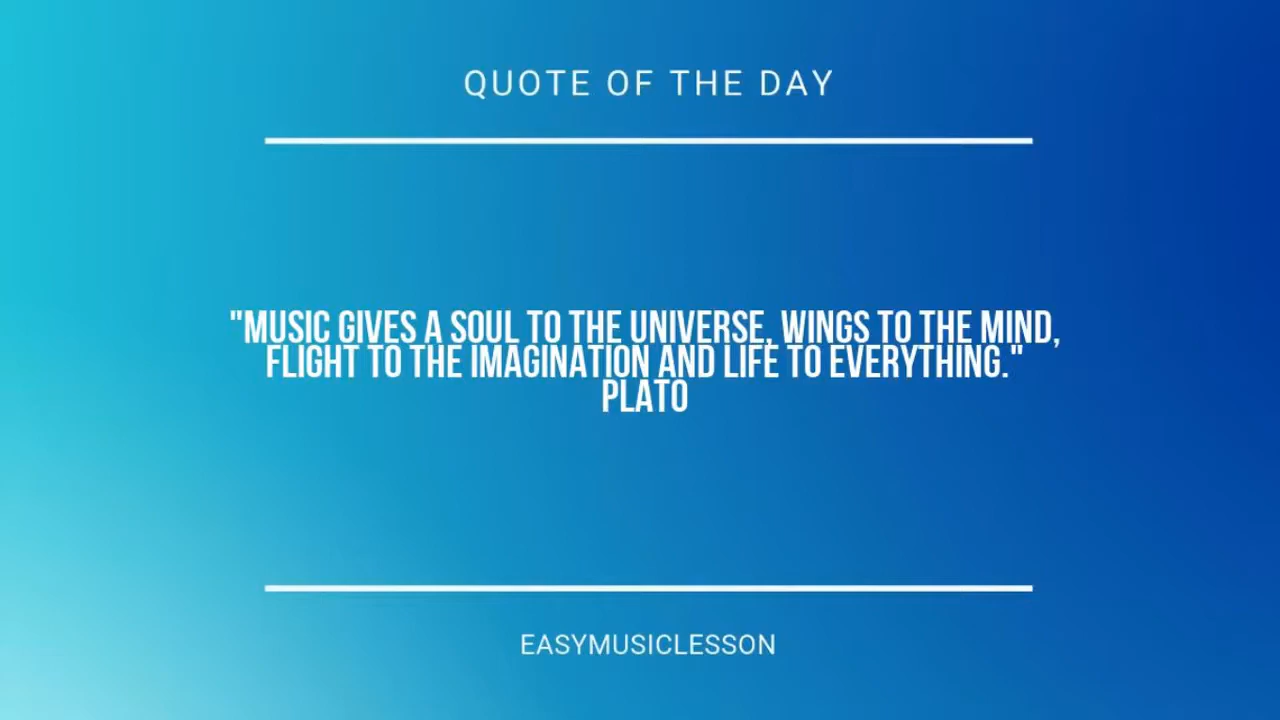 QUOTE OF THE DAY
"MUSIC GIVES A SOUL TO THE UNIVERSE, WINGS TO THE MIND,
FLIGHT TO THE IMAGINATION AND LIFE TO EVERYTHING."
PLATO
EASYMUSICLESSON